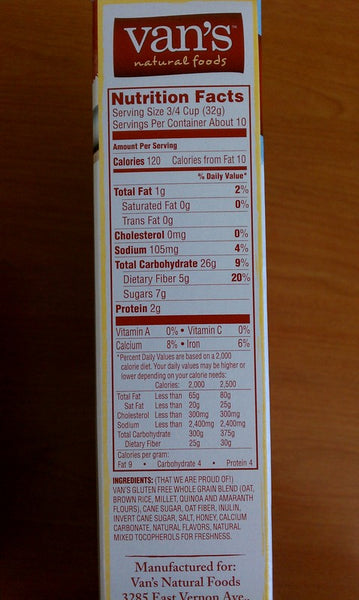 van's™
natural foods
Nutrition Facts
Serving Size 3/4 Cup (32g)
Servings Per Container About 10
Amount Per Serving
Calories 120 Calories from Fat 10
% Daily Value*
Total Fat 1g 2%
Saturated Fat 0g 0%
Trans Fat 0g
Cholesterol 0mg 0%
Sodium 105mg 4%
Total Carbohydrate 26g 9%
Dietary Fiber 5g 20%
Sugars 7g
Protein 2g
Vitamin A 0% • Vitamin C 0%
Calcium 8% • Iron 6%
*Percent Daily Values are based on a 2,000
calorie diet. Your daily values may be higher or
lower depending on your calorie needs:
Calories: 2,000 2,500
Total Fat Less than 65g 80g
Sat Fat Less than 20g 25g
Cholesterol Less than 300mg 300mg
Sodium Less than 2,400mg 2,400mg
Total Carbohydrate 300g 375g
Dietary Fiber 25g 30g
Calories per gram:
Fat 9 • Carbohydrate 4 • Protein 4
INGREDIENTS: (THAT WE ARE PROUD OF!)
VAN'S GLUTEN FREE WHOLE GRAIN BLEND (OAT,
BROWN RICE, MILLET, QUINOA AND AMARANTH
FLOURS), CANE SUGAR, OAT FIBER, INULIN,
INVERT CANE SUGAR, SALT, HONEY, CALCIUM
CARBONATE, NATURAL FLAVORS, NATURAL
MIXED TOCOPHEROLS FOR FRESHNESS.
Manufactured for:
Van's Natural Foods
3285 East Vernon Ave.,